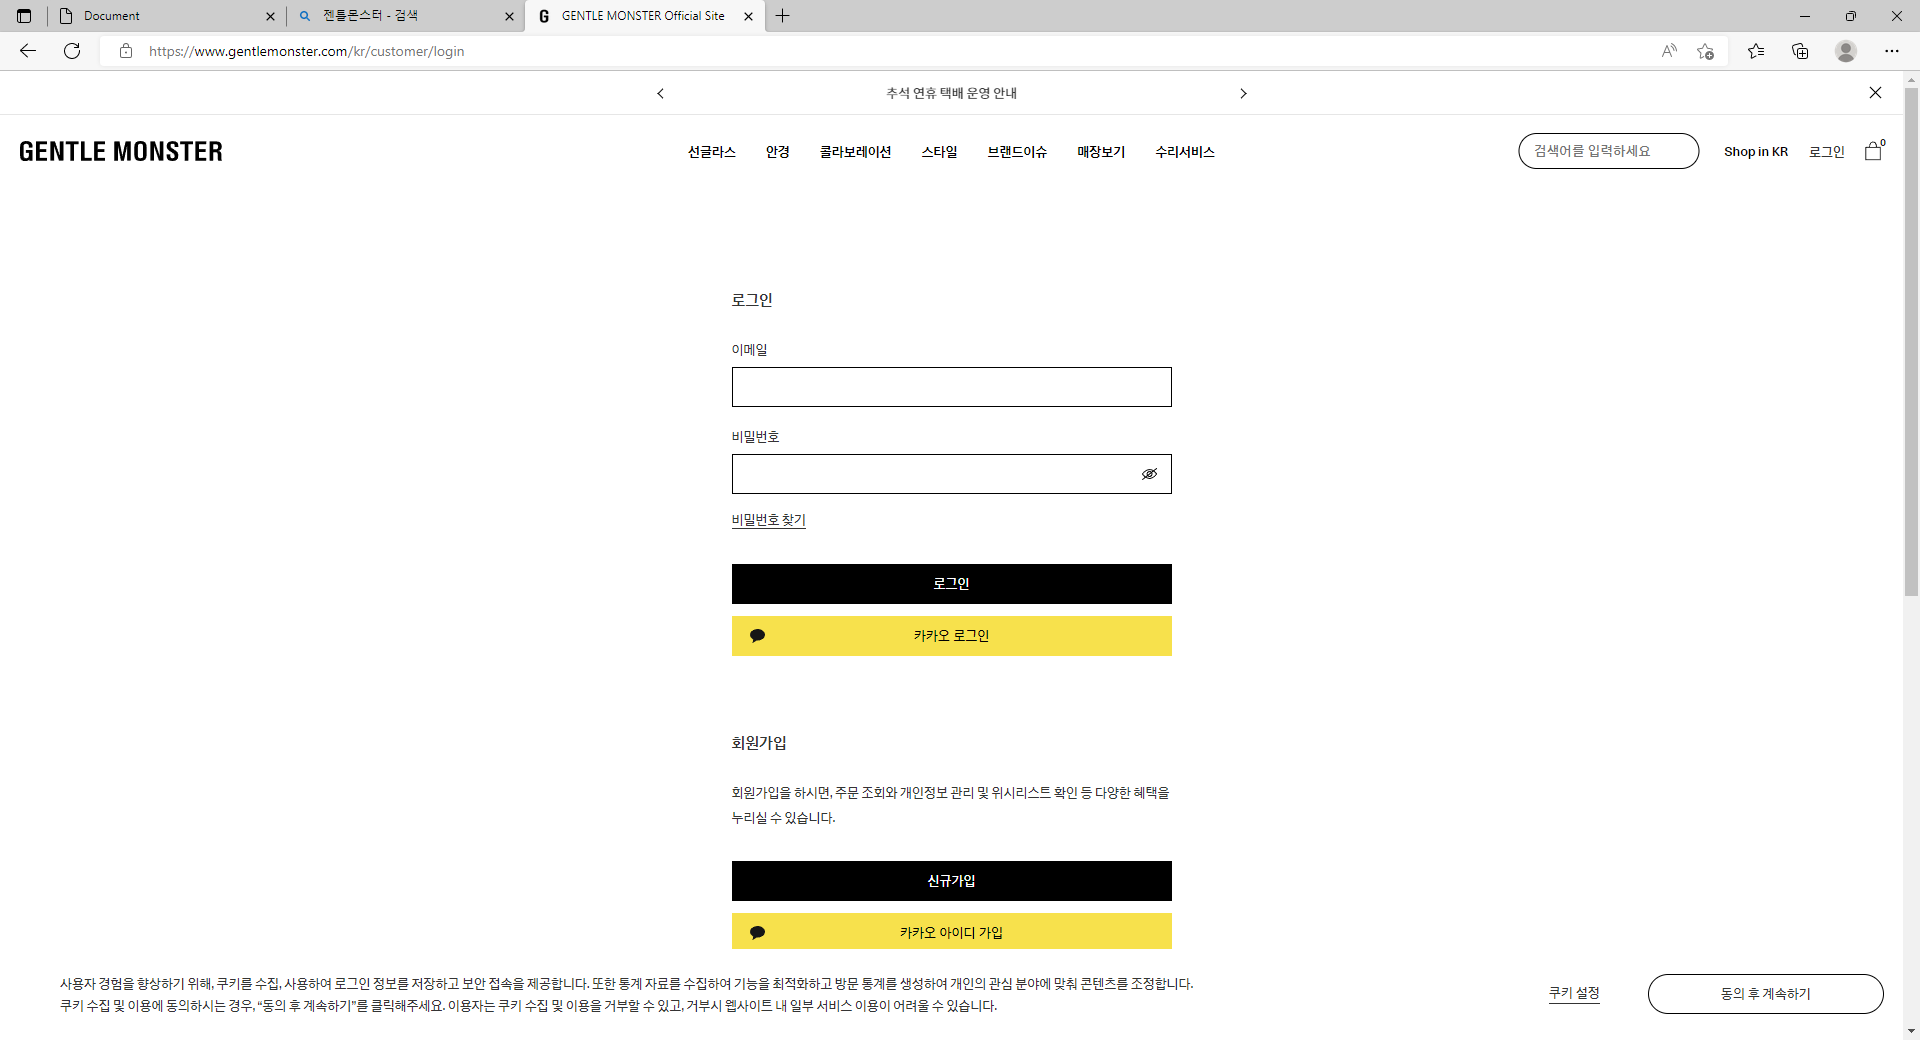 Document
젠틀몬스터 - 검색
GENTLE MONSTER Official Site
https://www.gentlemonster.com/kr/customer/login
추석 연휴 택배 운영 안내
GENTLE MONSTER
선글라스 안경 콜라보레이션 스타일 브랜드이슈 매장보기 수리서비스
검색어를 입력하세요
Shop in KR 로그인 0
로그인
이메일
비밀번호
비밀번호 찾기
로그인
카카오 로그인
회원가입
회원가입을 하시면, 주문 조회와 개인정보 관리 및 위시리스트 확인 등 다양한 혜택을
누리실 수 있습니다.
신규가입
카카오 아이디 가입
사용자 경험을 향상하기 위해, 쿠키를 수집, 사용하여 로그인 정보를 저장하고 보안 접속을 제공합니다. 또한 통계 자료를 수집하여 기능을 최적화하고 방문 통계를 생성하여 개인의 관심 분야에 맞춰 콘텐츠를 조정합니다.
쿠키 수집 및 이용에 동의하시는 경우, “동의 후 계속하기”를 클릭해주세요. 이용자는 쿠키 수집 및 이용을 거부할 수 있고, 거부시 웹사이트 내 일부 서비스 이용이 어려울 수 있습니다.
쿠키 설정
동의 후 계속하기